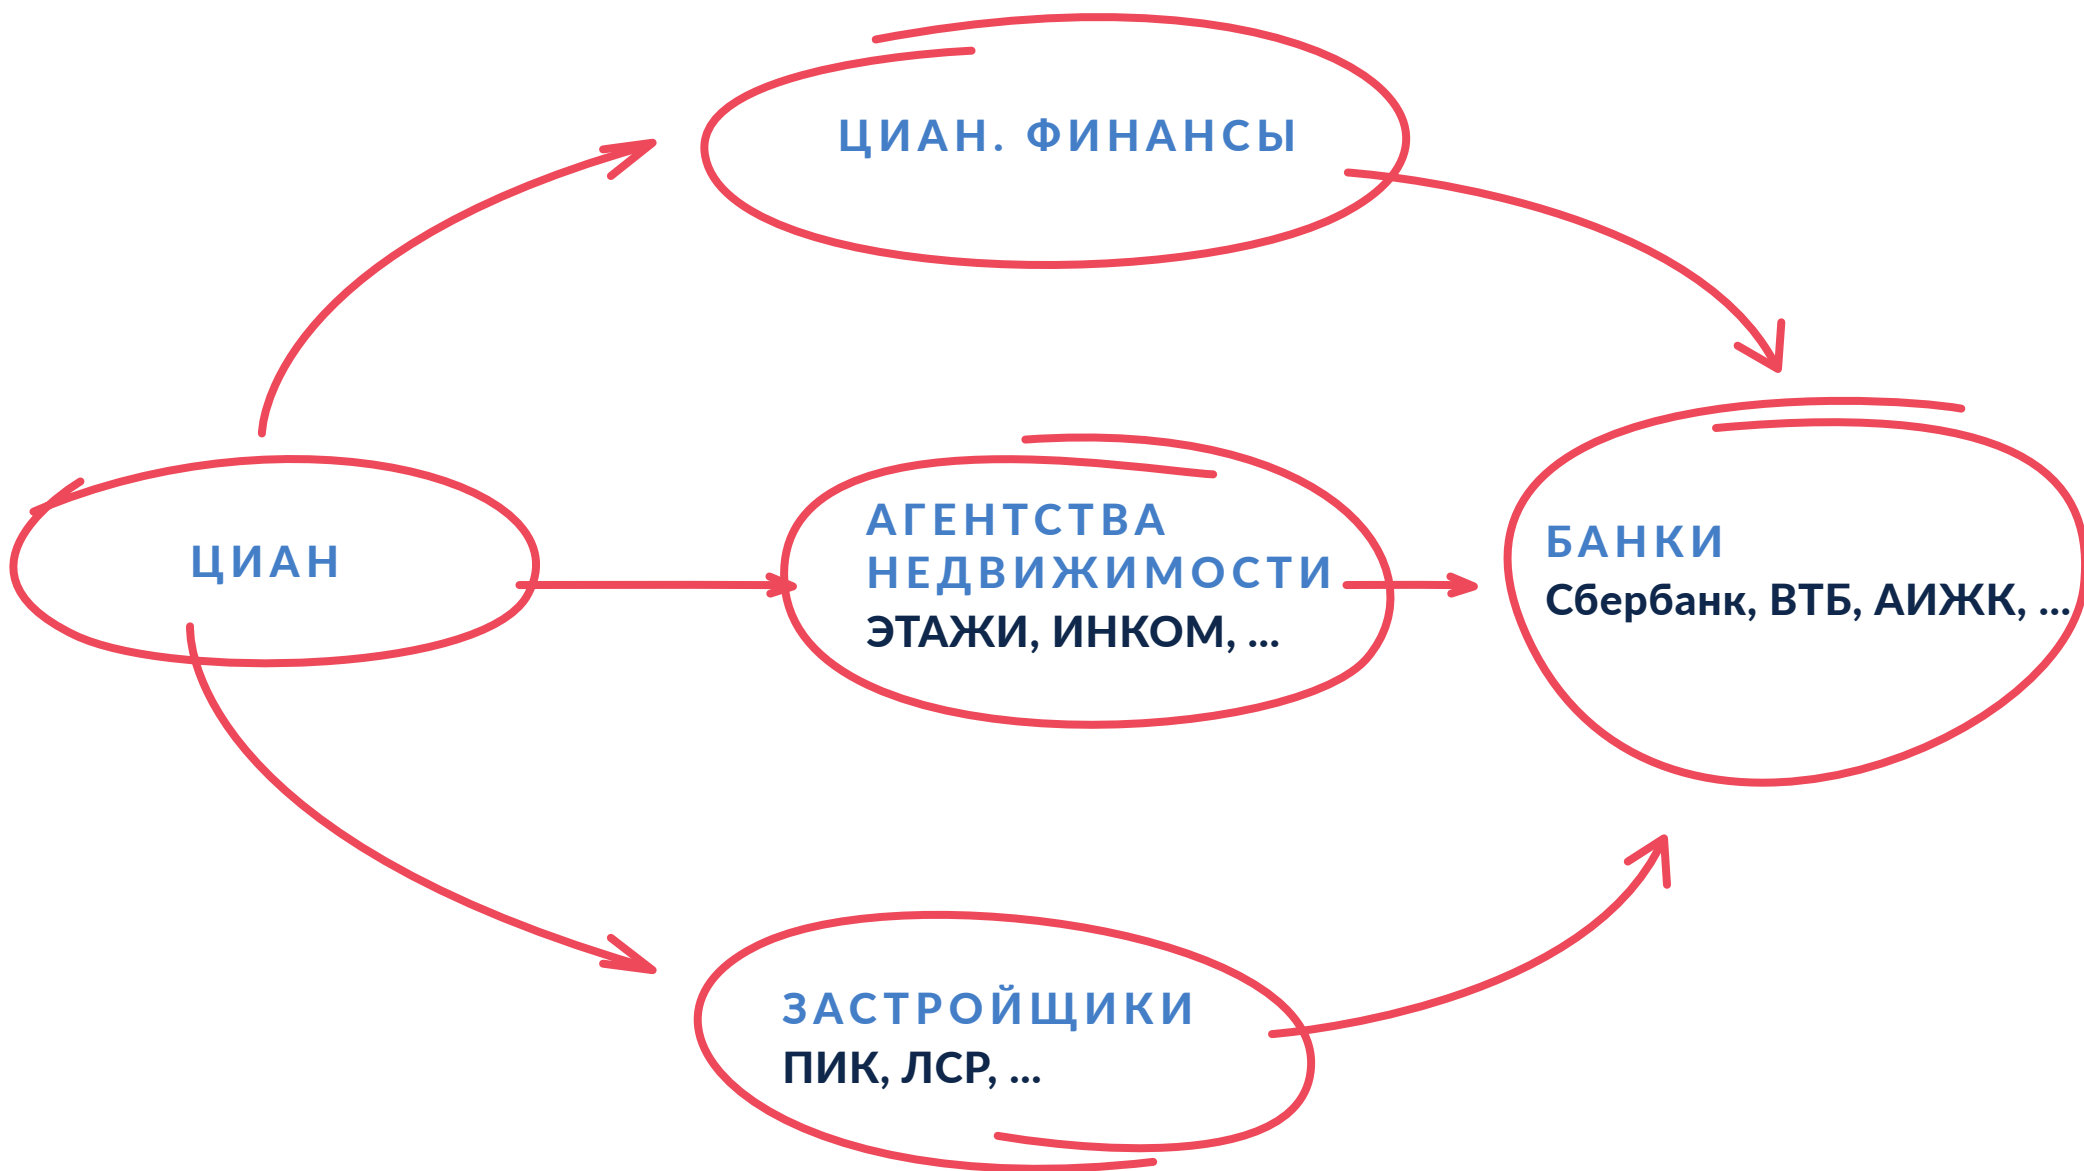 ЦИАН. ФИНАНСЫ
ЦИАН
АГЕНТСТВА
НЕДВИЖИМОСТИ
ЭТАЖИ, ИНКОМ, ...
БАНКИ
Сбербанк, ВТБ, АИЖК, ...
ЗАСТРОЙЩИКИ
ПИК, ЛСР, ...